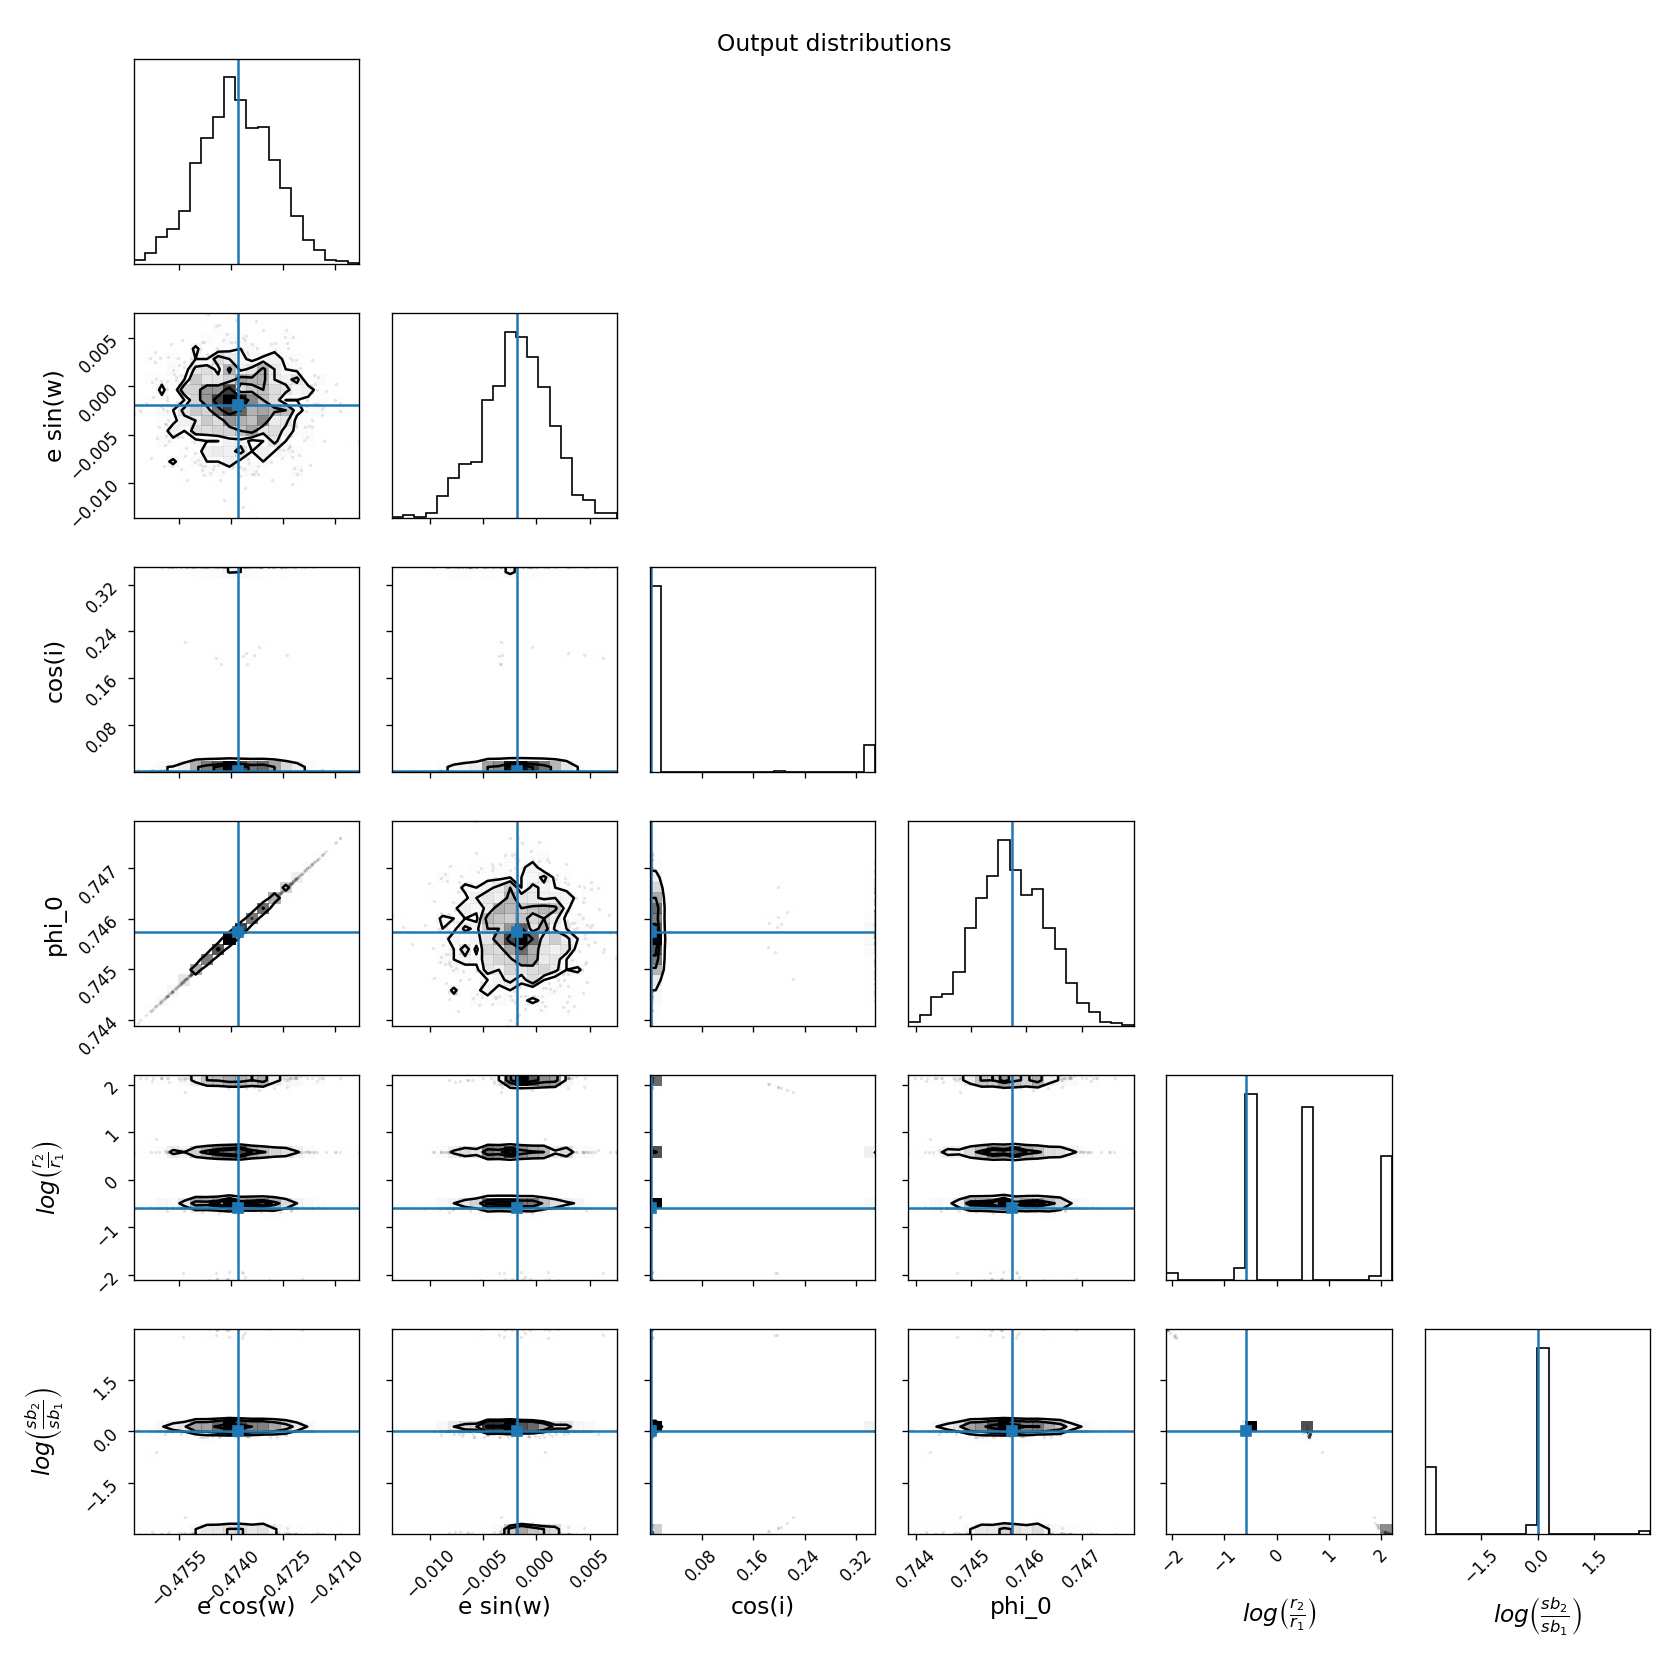 Output distributions
e sin(w)
0.005
0.000
−0.005
−0.010
cos(i)
0.32
0.24
0.16
0.08
phi_0
0.747
0.746
0.745
0.744
log(r2/r1)
2
1
0
−1
−2
log(sb2/sb1)
1.5
0.0
−1.5
−0.4755 −0.4740 −0.4725 −0.4710
e cos(w)
−0.010 −0.005 0.000 0.005
e sin(w)
0.08 0.16 0.24 0.32
cos(i)
0.744 0.745 0.746 0.747
phi_0
−2 −1 0 1 2
log(r2/r1)
−1.5 0.0 1.5
log(sb2/sb1)